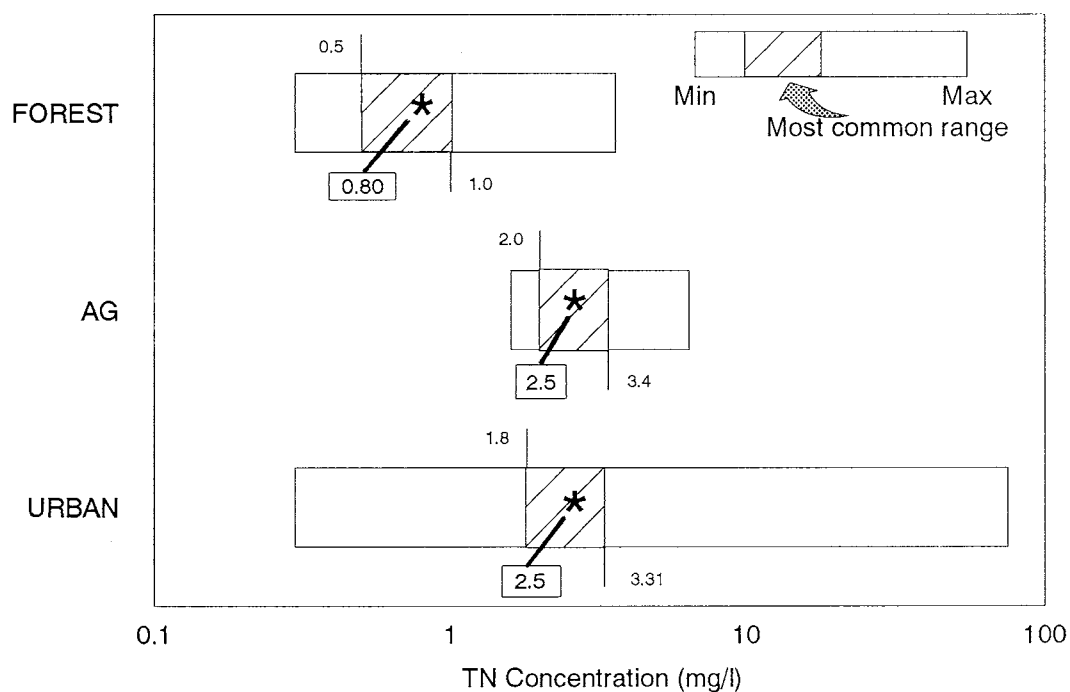 0.5
FOREST
Min
Max
Most common range
0.80
1.0
2.0
AG
2.5
3.4
1.8
URBAN
2.5
3.31
0.1
1
10
100
TN Concentration (mg/l)